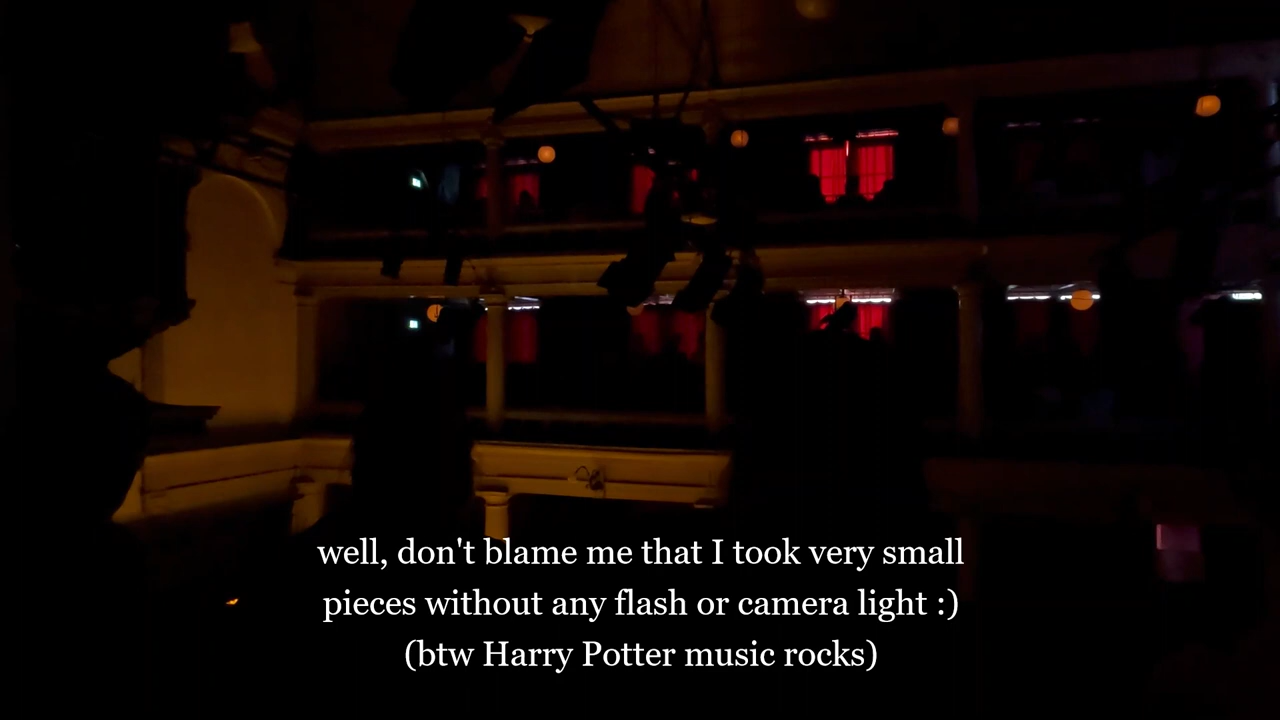 well, don't blame me that I took very small
pieces without any flash or camera light :)
(btw Harry Potter music rocks)